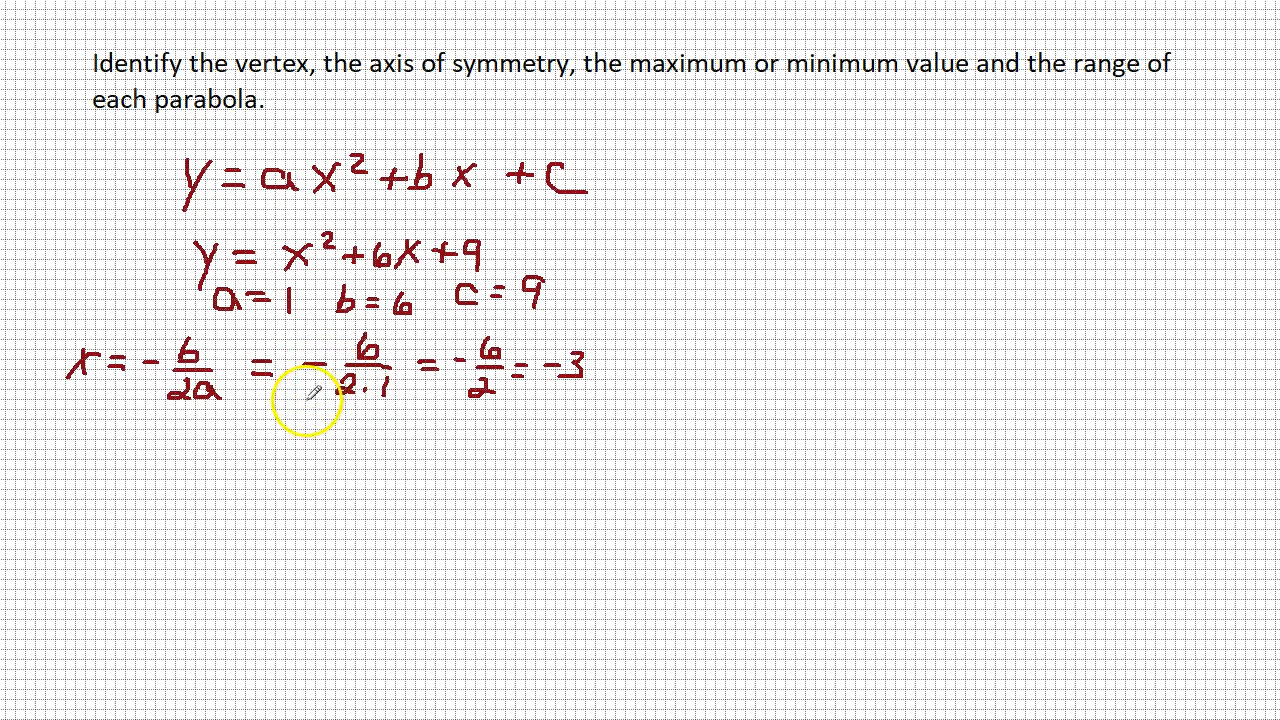 Identify the vertex, the axis of symmetry, the maximum or minimum value and the range of
each parabola.
y = ax² + bx + c
y = x² + 6x + 9
a = 1 b = 6 c = 9
x = - b/2a = - 6/2·1 = - 6/2 = -3